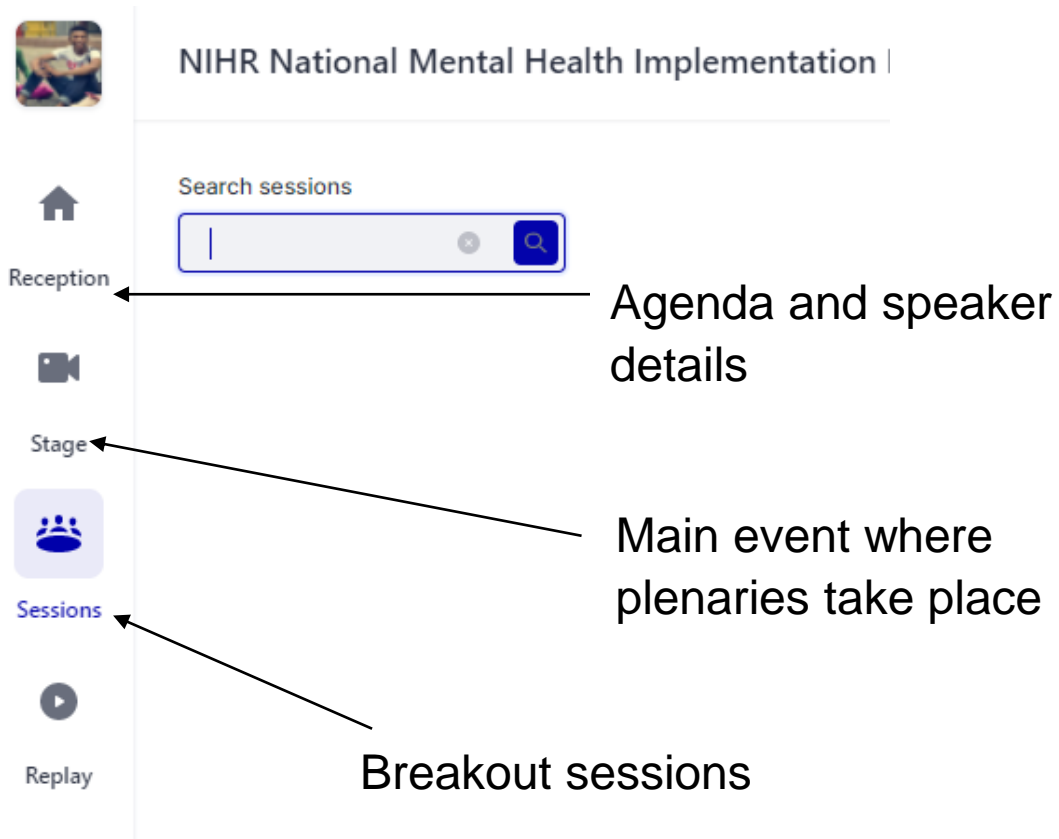 NIHR National Mental Health Implementation
Search sessions
Reception
Agenda and speaker
details
Stage
Main event where
plenaries take place
Sessions
Breakout sessions
Replay